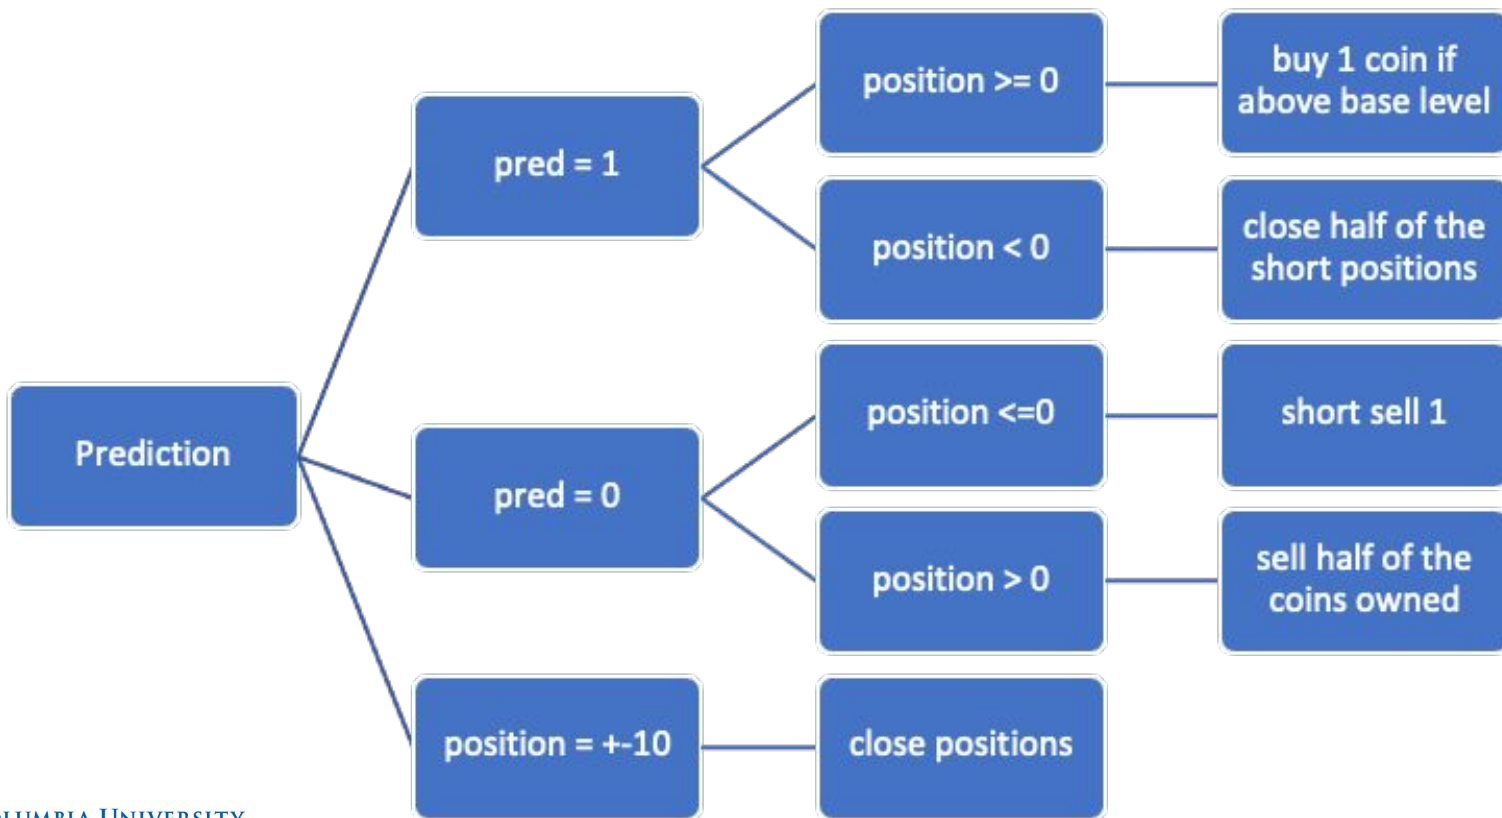 Prediction
pred = 1
position >= 0
buy 1 coin if
above base level
position < 0
close half of the
short positions
pred = 0
position <=0
short sell 1
position > 0
sell half of the
coins owned
position = +-10
close positions
UNIVERSITY